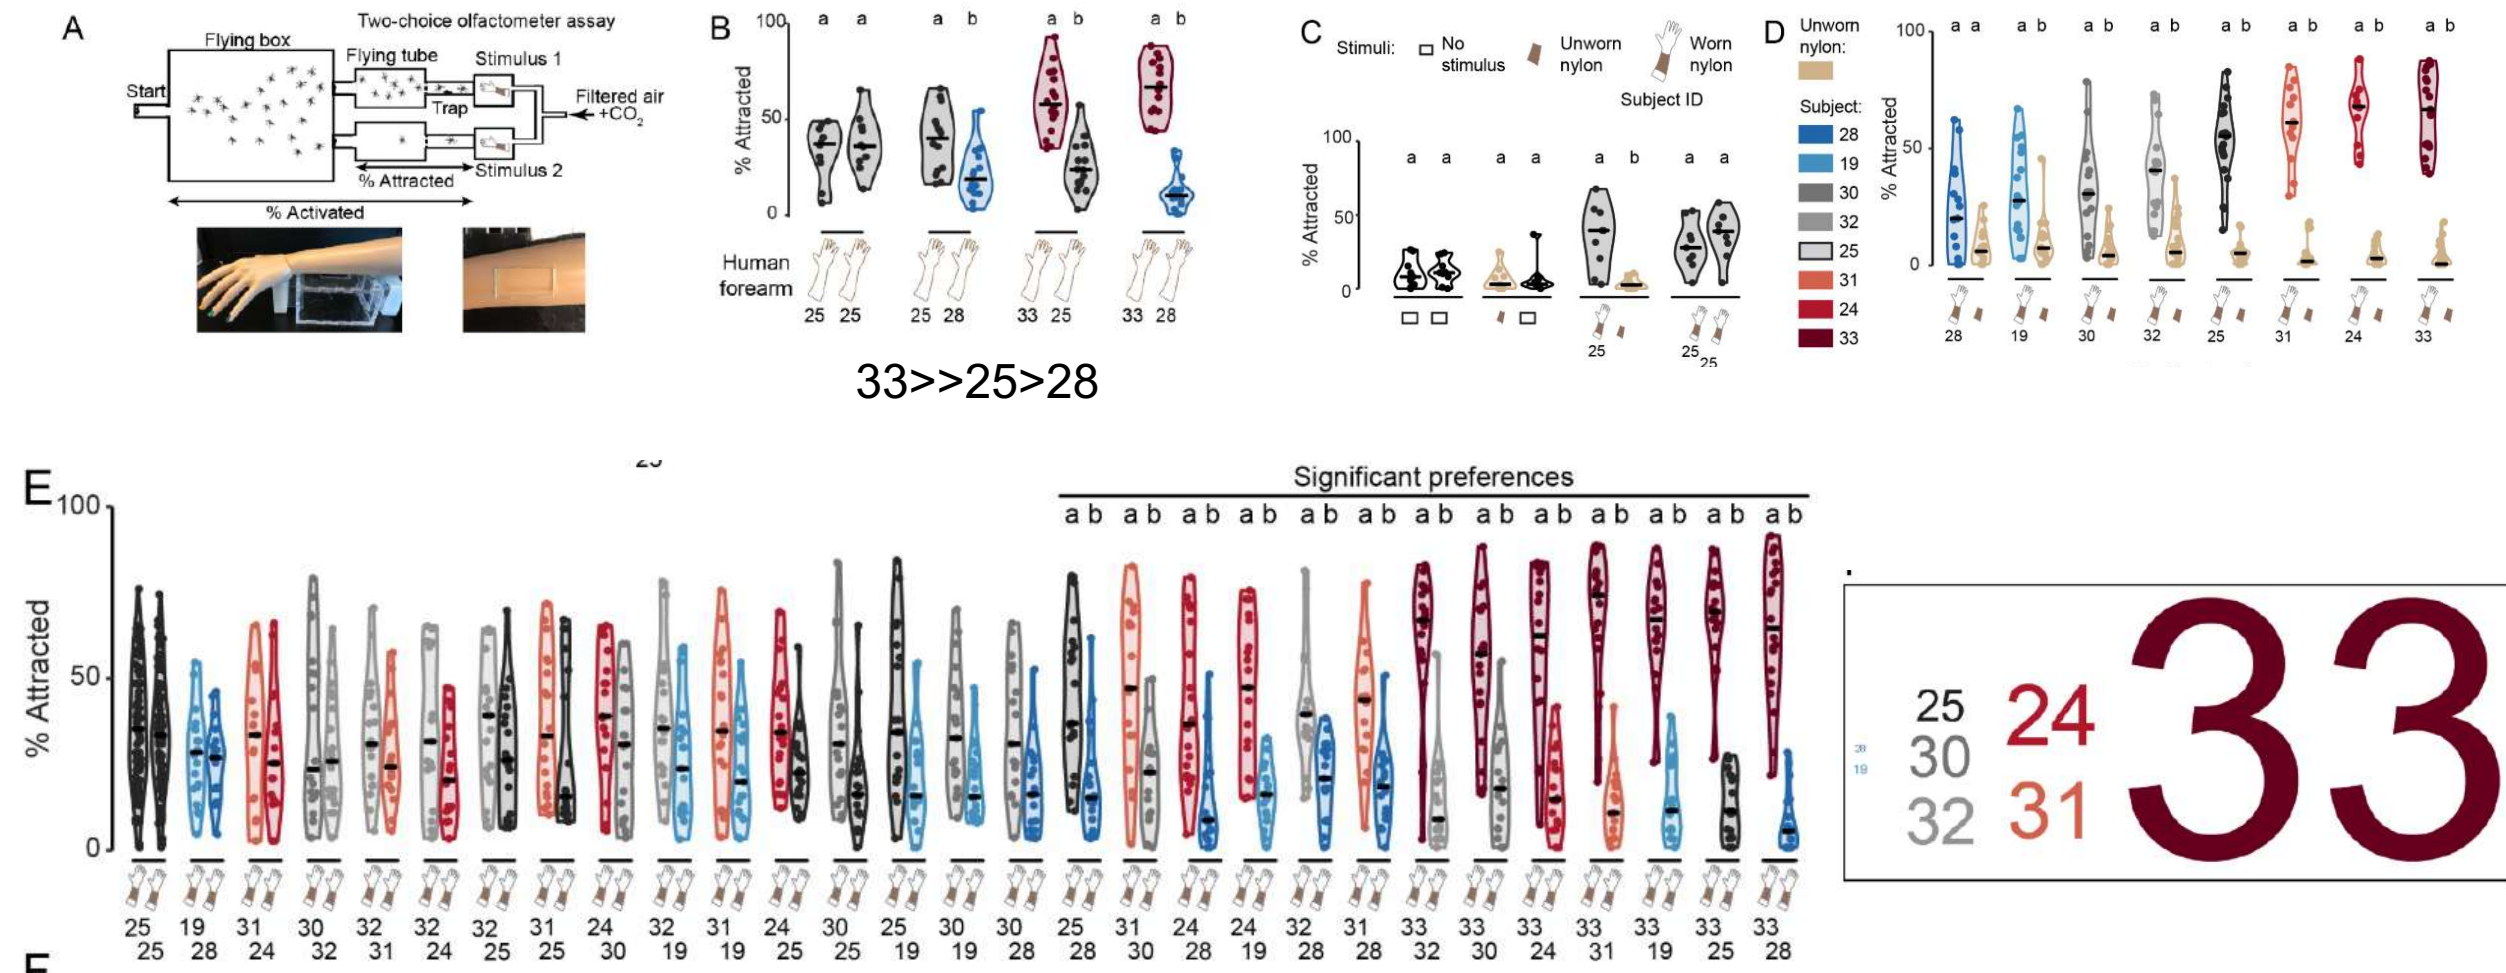 A
Two-choice olfactometer assay
Flying box
Flying tube
Stimulus 1
Start
Trap
Filtered air
+CO2
% Attracted
Stimulus 2
% Activated
B
% Attracted
100
50
0
a a a b a b a b
Human
forearm
25 25 25 28 33 25 33 28
33>>25>28
C
Stimuli:
No
stimulus
Unworn
nylon
Worn
nylon
Subject ID
% Attracted
100
50
0
a a a a a b a a
25 25
25
D
Unworn
nylon:
Subject:
28
19
30
32
25
31
24
33
% Attracted
100
50
0
a a a b a b a b a b a b a b a b
28 19 30 32 25 31 24 33
E
Significant preferences
a b a b a b a b a b a b a b a b a b a b a b a b a b
% Attracted
100
50
0
25 19 31 30 32 32 32 31 24 32 31 24 30 25 30 30 25 31 24 24 32 31 33 33 33 33 33 33 33
25 28 24 32 31 24 25 25 30 19 19 25 25 19 19 28 28 30 28 19 28 28 32 30 24 31 19 25 28
28
19
25
30
32
24
31
33